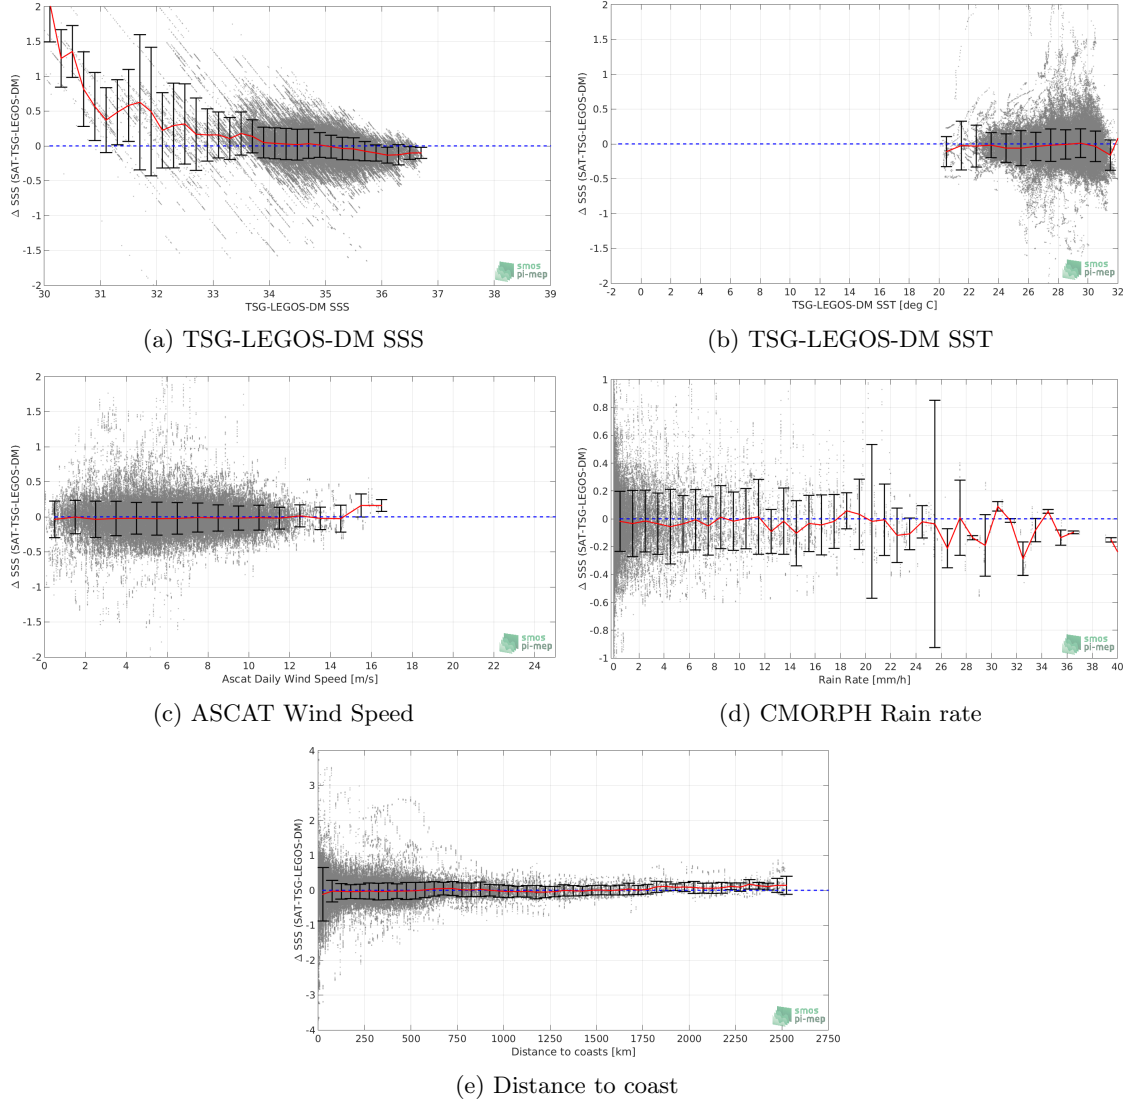 Δ SSS (SAT-TSG-LEGOS-DM)
2
1.5
1
0.5
0
-0.5
-1
-1.5
-2
30 31 32 33 34 35 36 37 38 39
TSG-LEGOS-DM SSS
smos
pi-mep
(a) TSG-LEGOS-DM SSS
Δ SSS (SAT-TSG-LEGOS-DM)
2
1.5
1
0.5
0
-0.5
-1
-1.5
-2
-2 0 2 4 6 8 10 12 14 16 18 20 22 24 26 28 30 32
TSG-LEGOS-DM SST [deg C]
smos
pi-mep
(b) TSG-LEGOS-DM SST
Δ SSS (SAT-TSG-LEGOS-DM)
2
1.5
1
0.5
0
-0.5
-1
-1.5
-2
0 2 4 6 8 10 12 14 16 18 20 22 24
Ascat Daily Wind Speed [m/s]
smos
pi-mep
(c) ASCAT Wind Speed
Δ SSS (SAT-TSG-LEGOS-DM)
1
0.8
0.6
0.4
0.2
0
-0.2
-0.4
-0.6
-0.8
-1
0 2 4 6 8 10 12 14 16 18 20 22 24 26 28 30 32 34 36 38 40
Rain Rate [mm/h]
smos
pi-mep
(d) CMORPH Rain rate
Δ SSS (SAT-TSG-LEGOS-DM)
4
3
2
1
0
-1
-2
-3
-4
0 250 500 750 1000 1250 1500 1750 2000 2250 2500 2750
Distance to coasts [km]
smos
pi-mep
(e) Distance to coast